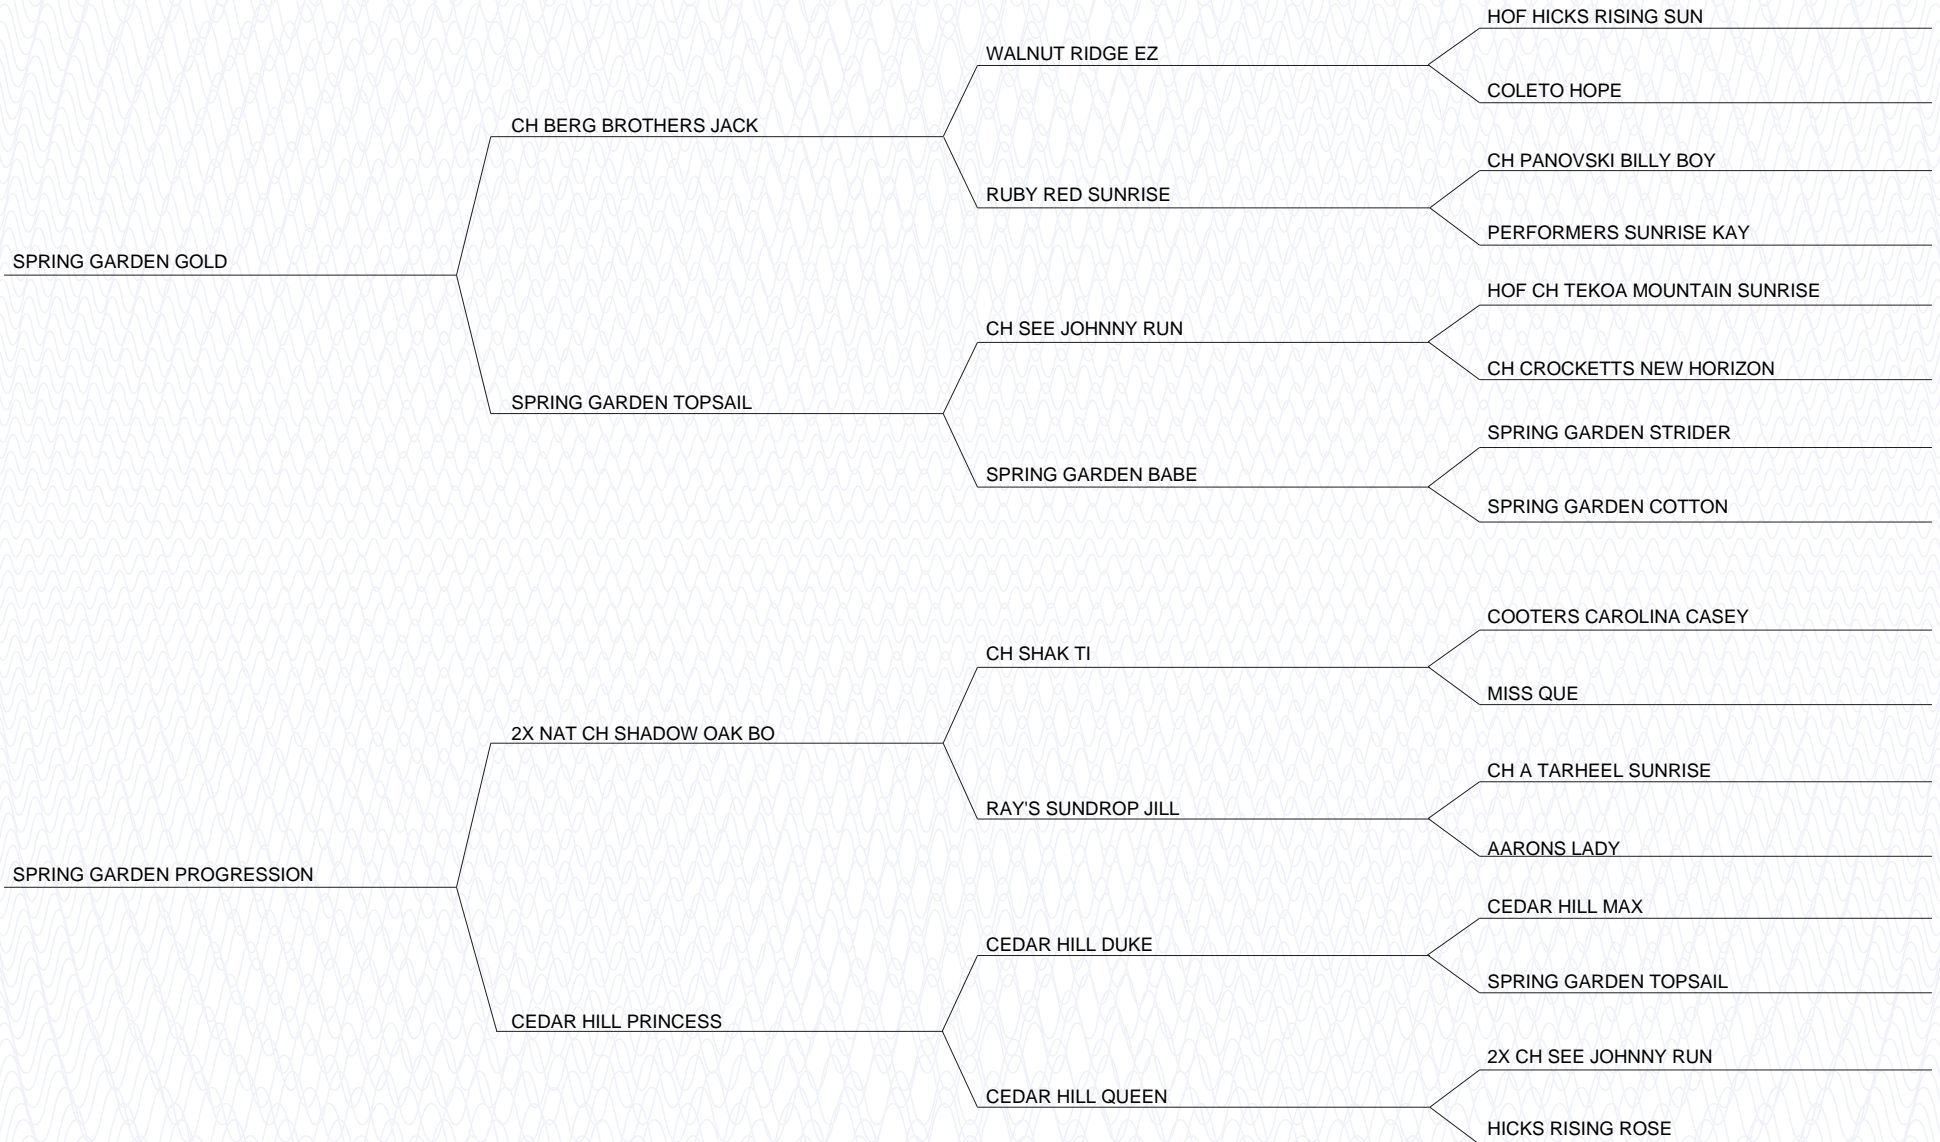 HOF HICKS RISING SUN
WALNUT RIDGE EZ
COLETO HOPE
CH BERG BROTHERS JACK
CH PANOVSKI BILLY BOY
RUBY RED SUNRISE
PERFORMERS SUNRISE KAY
SPRING GARDEN GOLD
HOF CH TEKOA MOUNTAIN SUNRISE
CH SEE JOHNNY RUN
CH CROCKETTS NEW HORIZON
SPRING GARDEN TOPSAIL
SPRING GARDEN STRIDER
SPRING GARDEN BABE
SPRING GARDEN COTTON
COOTERS CAROLINA CASEY
CH SHAK TI
MISS QUE
2X NAT CH SHADOW OAK BO
CH A TARHEEL SUNRISE
RAY'S SUNDROP JILL
AARONS LADY
SPRING GARDEN PROGRESSION
CEDAR HILL MAX
CEDAR HILL DUKE
SPRING GARDEN TOPSAIL
CEDAR HILL PRINCESS
2X CH SEE JOHNNY RUN
CEDAR HILL QUEEN
HICKS RISING ROSE